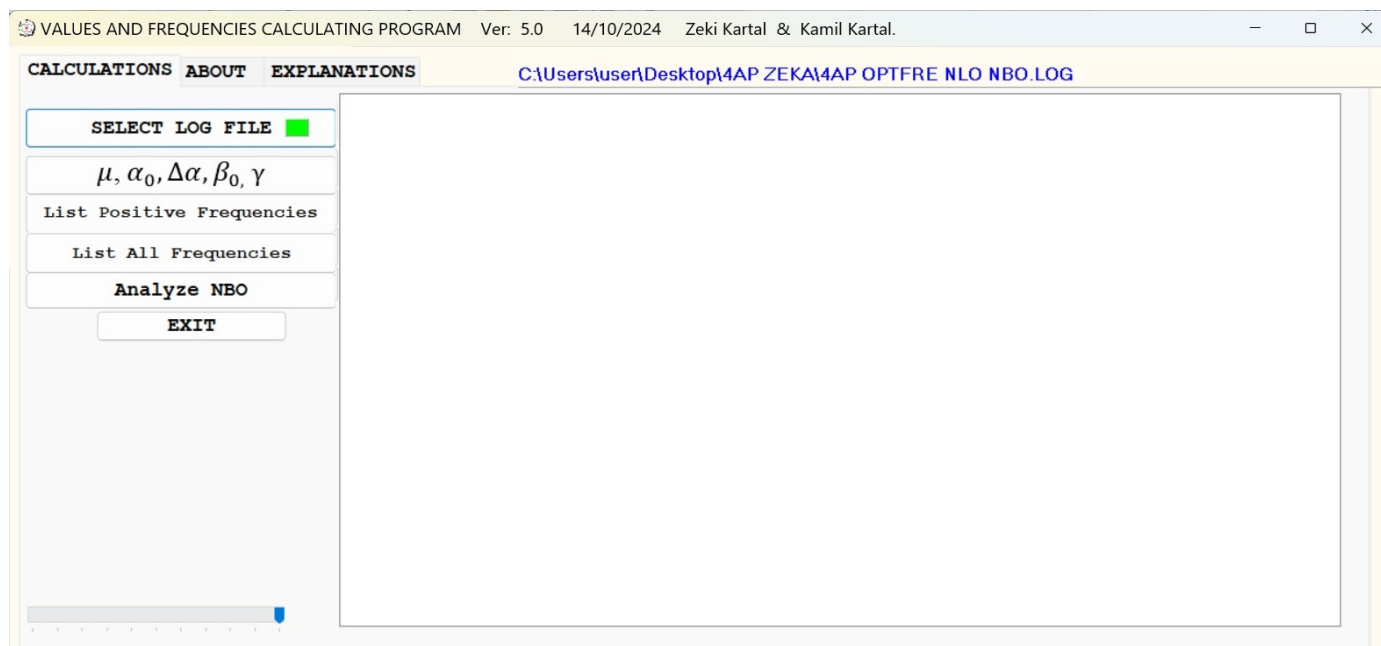 VALUES AND FREQUENCIES CALCULATING PROGRAM Ver: 5.0 14/10/2024 Zeki Kartal & Kamil Kartal.
CALCULATIONS ABOUT EXPLANATIONS
C:\Users\user\Desktop\4AP ZEKA\4AP OPTFRE NLO NBO.LOG
SELECT LOG FILE
μ, α₀, Δα, β₀, γ
List Positive Frequencies
List All Frequencies
Analyze NBO
EXIT